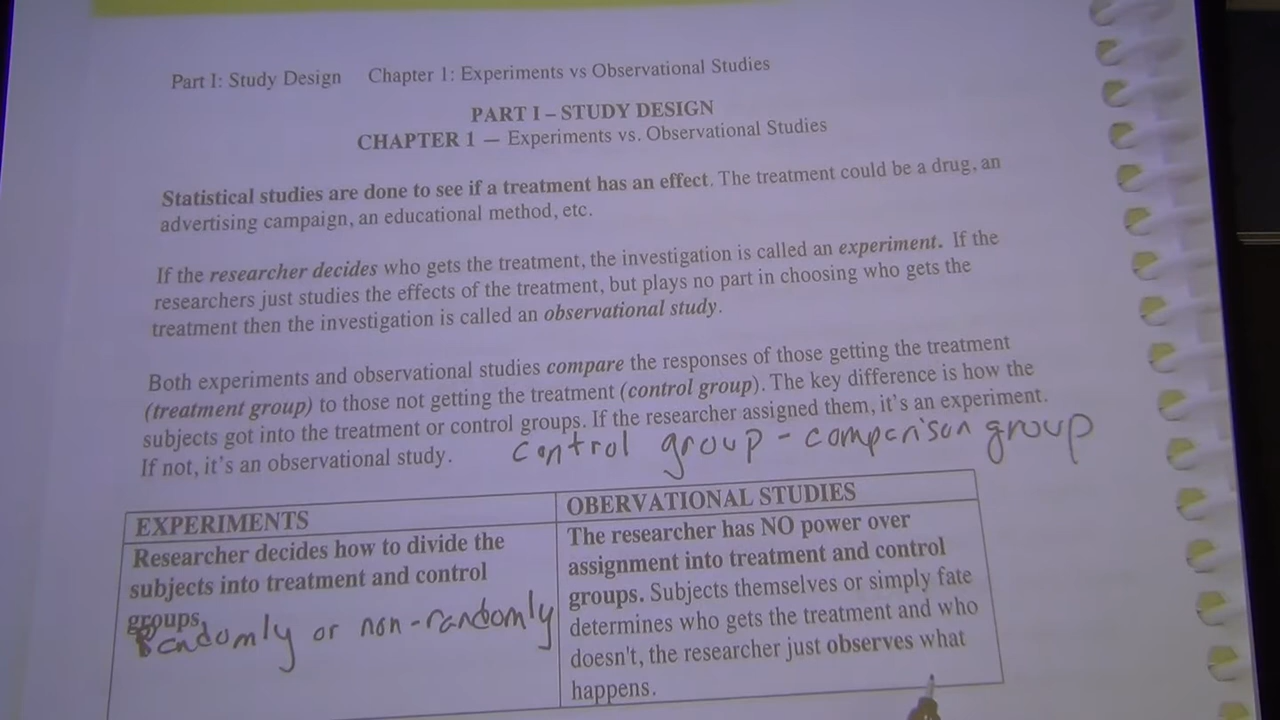 Part I: Study Design Chapter 1: Experiments vs Observational Studies
PART I – STUDY DESIGN
CHAPTER 1 — Experiments vs. Observational Studies
Statistical studies are done to see if a treatment has an effect. The treatment could be a drug, an
advertising campaign, an educational method, etc.
If the researcher decides who gets the treatment, the investigation is called an experiment. If the
researchers just studies the effects of the treatment, but plays no part in choosing who gets the
treatment then the investigation is called an observational study.
Both experiments and observational studies compare the responses of those getting the treatment
(treatment group) to those not getting the treatment (control group). The key difference is how the
subjects got into the treatment or control groups. If the researcher assigned them, it's an experiment.
If not, it's an observational study.
control group - comparison group
EXPERIMENTS
Researcher decides how to divide the
subjects into treatment and control
groups.
Randomly or non-randomly
OBERVATIONAL STUDIES
The researcher has NO power over
assignment into treatment and control
groups. Subjects themselves or simply fate
determines who gets the treatment and who
doesn't, the researcher just observes what
happens.